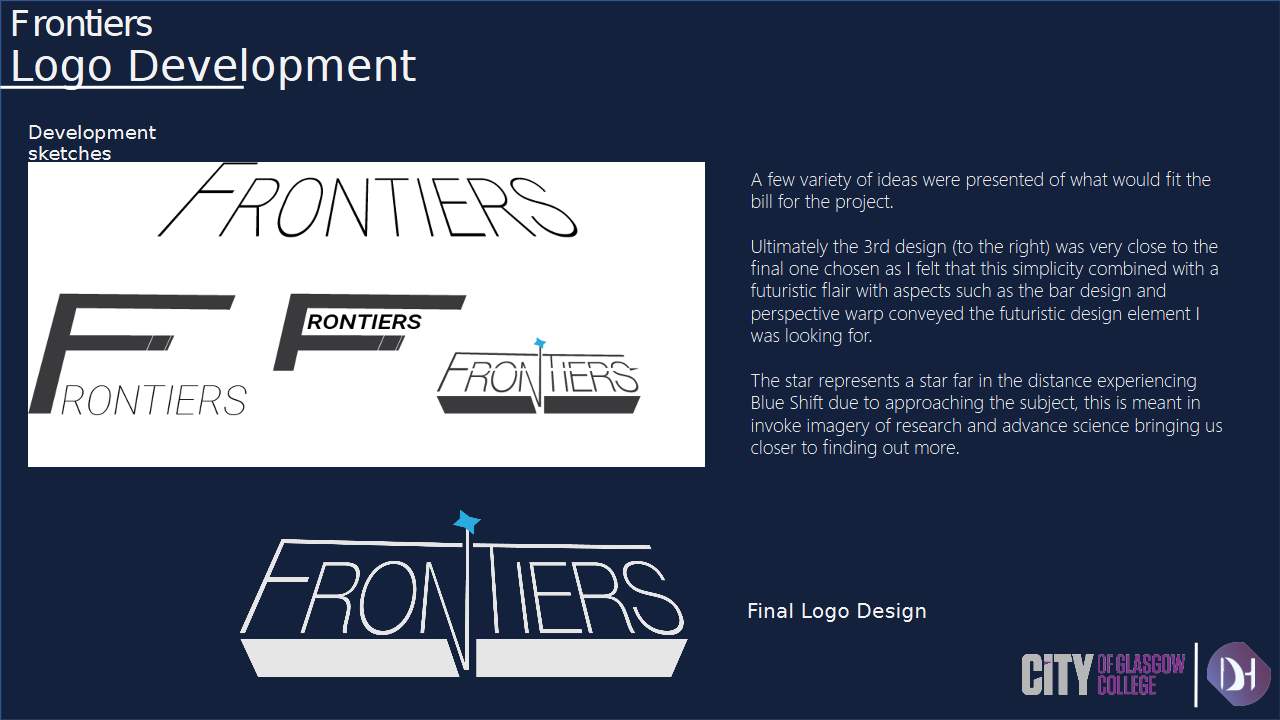 Frontiers
Logo Development
Development
sketches
FRONTIERS
FRONTIERS
FRONTIERS
FRONTIERS
A few variety of ideas were presented of what would fit the
bill for the project.
Ultimately the 3rd design (to the right) was very close to the
final one chosen as I felt that this simplicity combined with a
futuristic flair with aspects such as the bar design and
perspective warp conveyed the futuristic design element I
was looking for.
The star represents a star far in the distance experiencing
Blue Shift due to approaching the subject, this is meant in
invoke imagery of research and advance science bringing us
closer to finding out more.
FRONTIERS
Final Logo Design
CiTY OF GLASGOW
COLLEGE
DH